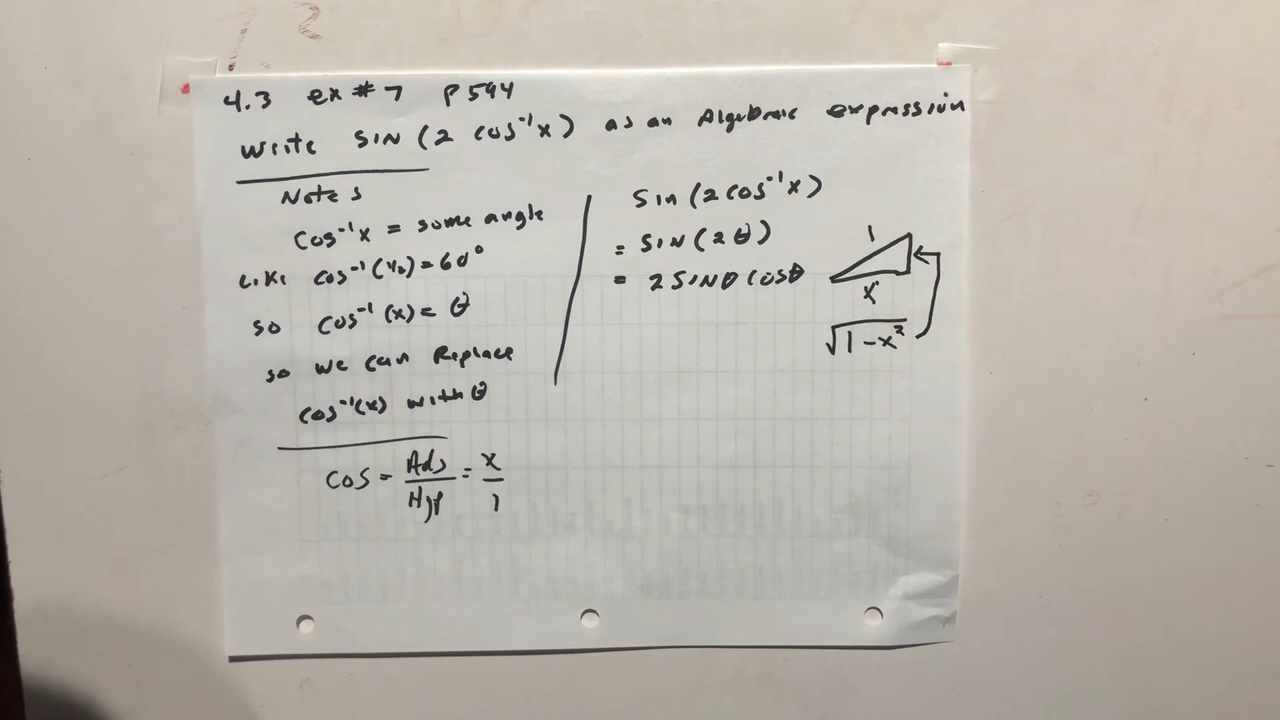 4.3 ex # 7 P 594
Write SIN (2 cos⁻¹x) as an Algebraic expression
Notes
Cos⁻¹x = some angle
Like cos⁻¹(½) = 60°
so cos⁻¹(x) = θ
so we can Replace
cos⁻¹(x) with θ
COS = Adj/Hyp = x/1
Sin (2 cos⁻¹x)
= SIN (2θ)
= 2 SINθ COSθ
1
x
√1-x²